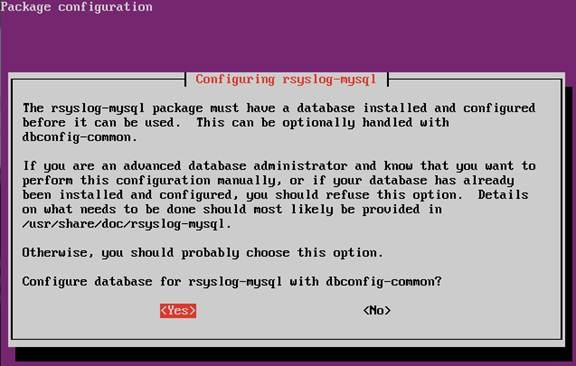 Package configuration
Configuring rsyslog-mysql
The rsyslog-mysql package must have a database installed and configured
before it can be used.  This can be optionally handled with
dbconfig-common.
If you are an advanced database administrator and know that you want to
perform this configuration manually, or if your database has already
been installed and configured, you should refuse this option.  Details
on what needs to be done should most likely be provided in
/usr/share/doc/rsyslog-mysql.
Otherwise, you should probably choose this option.
Configure database for rsyslog-mysql with dbconfig-common?
<Yes> <No>